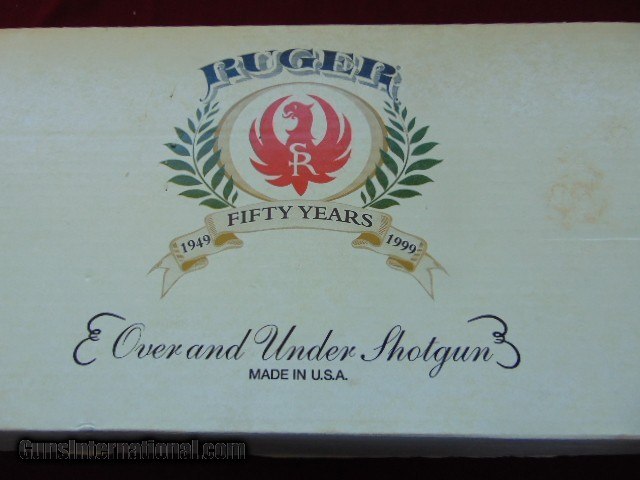 RUGER
SR
FIFTY YEARS
1949 1999
Over and Under Shotgun
MADE IN U.S.A.
GunsInternational.com